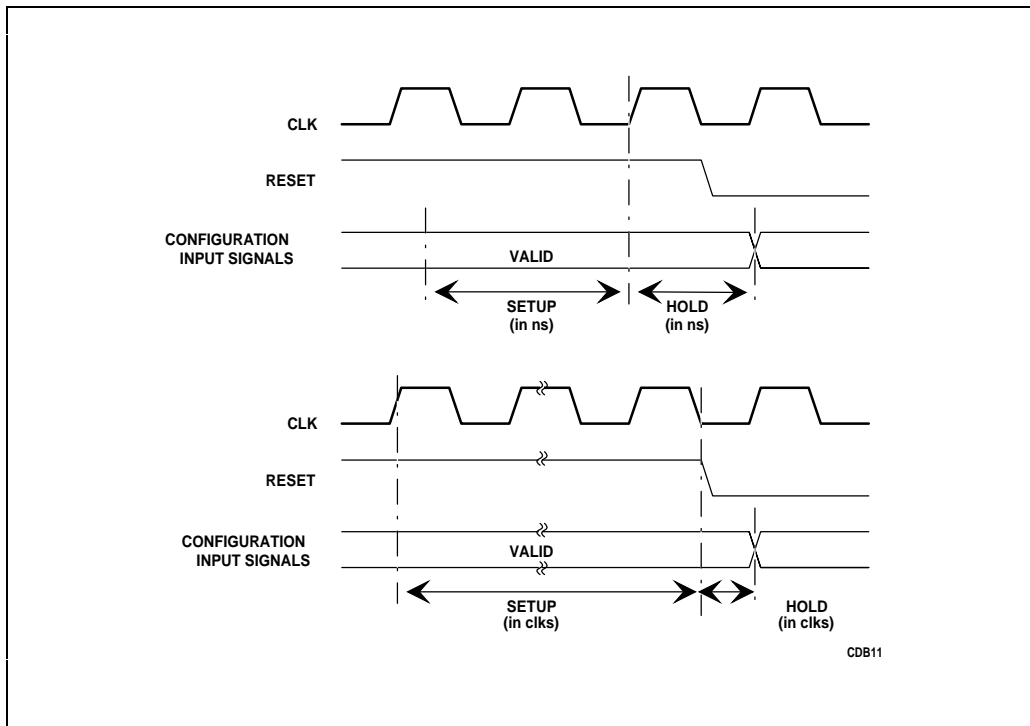 CLK
RESET
CONFIGURATION
INPUT SIGNALS
VALID
SETUP
(in ns)
HOLD
(in ns)
CLK
RESET
CONFIGURATION
INPUT SIGNALS
VALID
SETUP
(in clks)
HOLD
(in clks)
CDB11